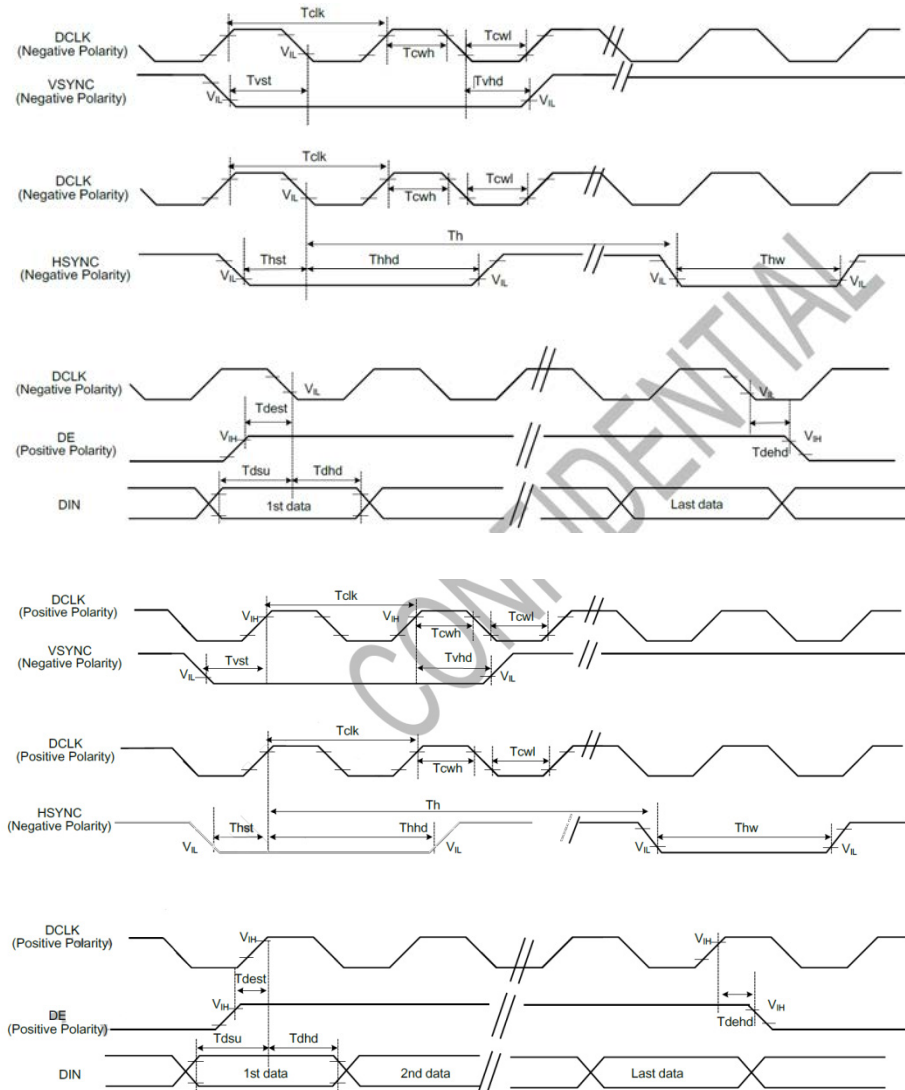 Tclk
DCLK
(Negative Polarity)
VIL
Tcwh
Tcwl
VSYNC
(Negative Polarity)
Tvst
Tvhd
VIL
VIL
Tclk
DCLK
(Negative Polarity)
VIL
Tcwh
Tcwl
Th
HSYNC
(Negative Polarity)
Thst
Thhd
Thw
VIL
VIL
VIL
VIL
DCLK
(Negative Polarity)
VIL
VIL
Tdest
DE
(Positive Polarity)
VIH
VIH
Tdehd
Tdsu
Tdhd
DIN
1st data
Last data
CONFIDENTIAL
DCLK
(Positive Polarity)
Tclk
VIH
VIH
Tcwh
Tcwl
VSYNC
(Negative Polarity)
Tvst
Tvhd
VIL
VIL
Tclk
DCLK
(Positive Polarity)
Tcwh
Tcwl
Th
HSYNC
(Negative Polarity)
Thst
Thhd
Thw
VIL
VIL
VIL
VIL
DCLK
(Positive Polarity)
VIH
VIH
Tdest
DE
(Positive Polarity)
VIH
VIH
Tdehd
Tdsu
Tdhd
DIN
1st data
2nd data
Last data